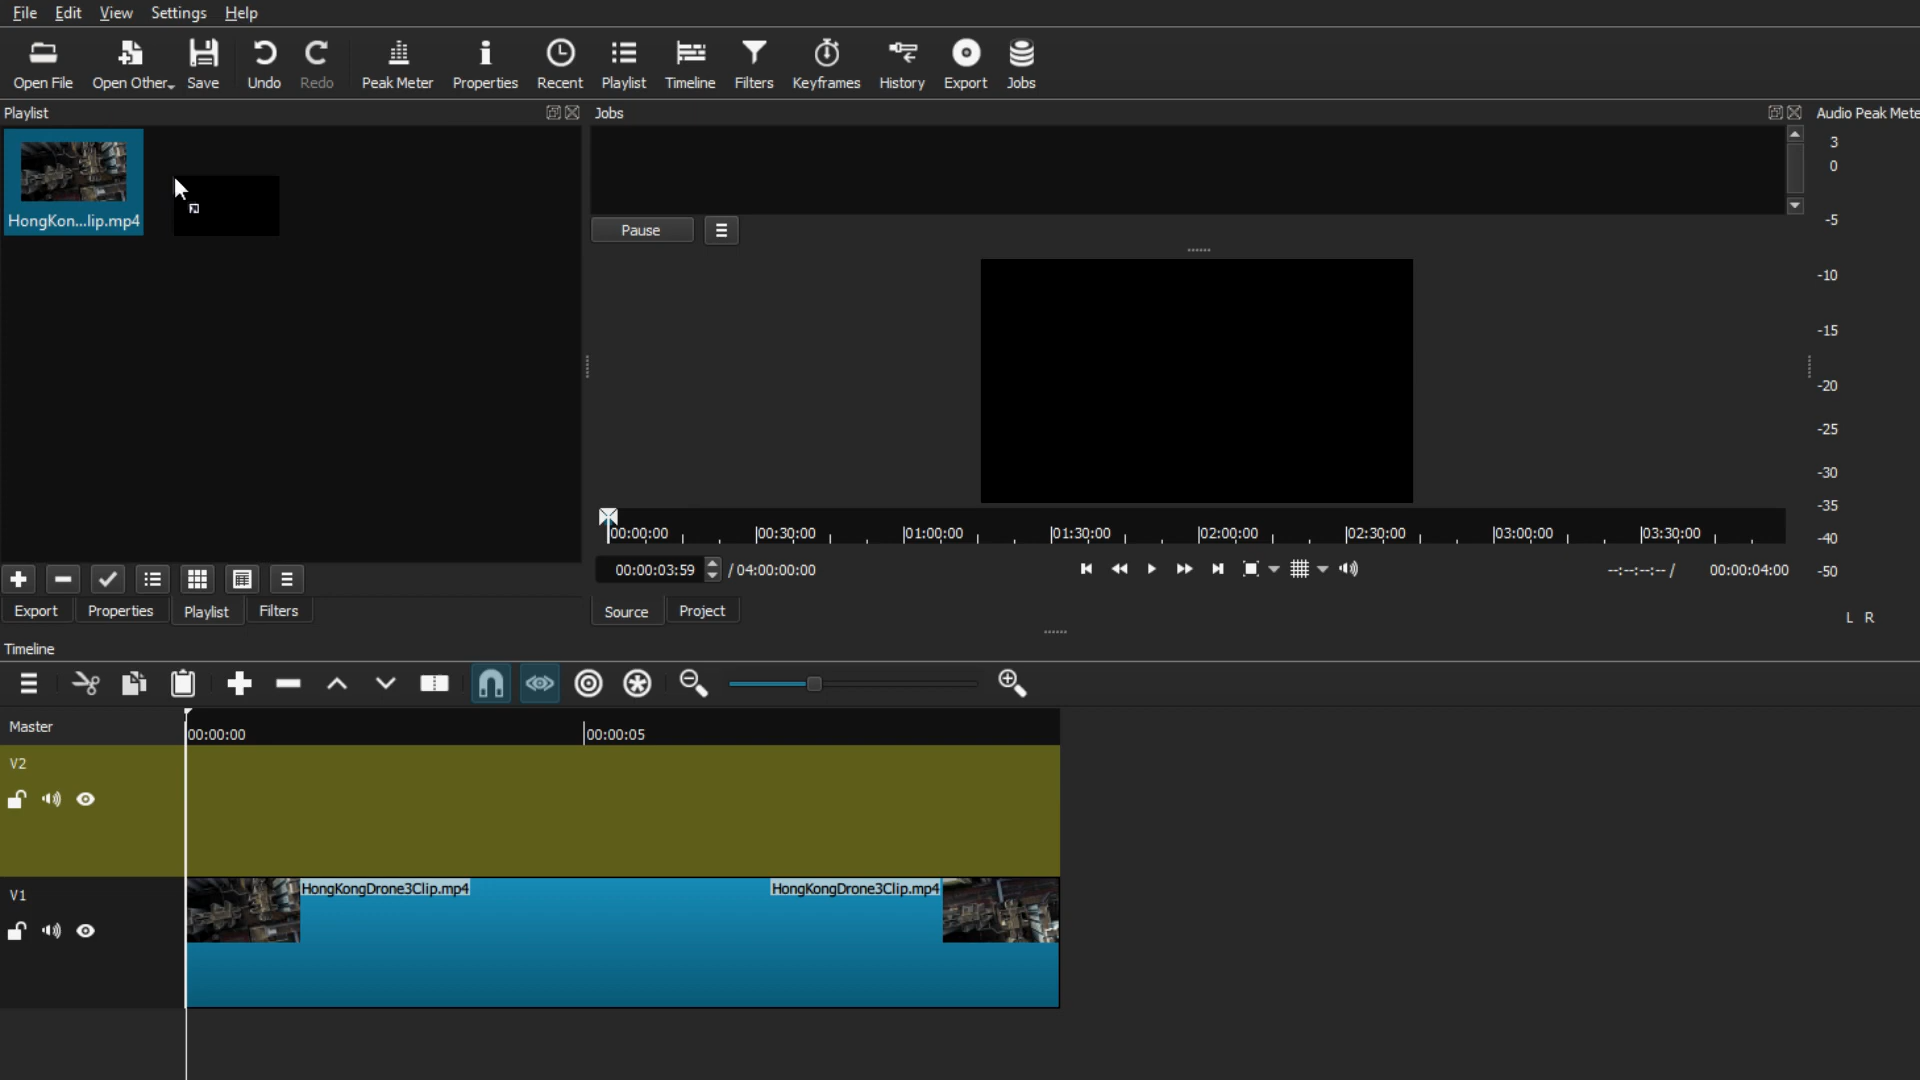 File Edit View Settings Help
Open File Open Other Save Undo Redo Peak Meter Properties Recent Playlist Timeline Filters Keyframes History Export Jobs
Playlist
Jobs
Audio Peak Mete
HongKon...lip.mp4
Pause
3
0
-5
-10
-15
-20
-25
-30
-35
-40
-50
L R
00:00:00 00:30:00 01:00:00 01:30:00 02:00:00 02:30:00 03:00:00 03:30:00
00:00:03:59 / 04:00:00:00
--:--:--:-- / 00:00:04:00
Export Properties Playlist Filters
Source Project
Timeline
Master
00:00:00 00:00:05
V2
V1
HongKongDrone3Clip.mp4 HongKongDrone3Clip.mp4